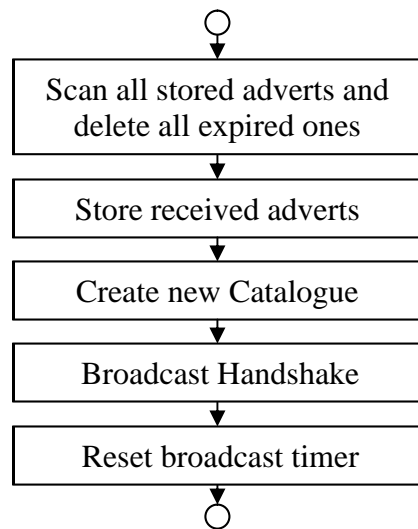 Scan all stored adverts and
delete all expired ones
Store received adverts
Create new Catalogue
Broadcast Handshake
Reset broadcast timer